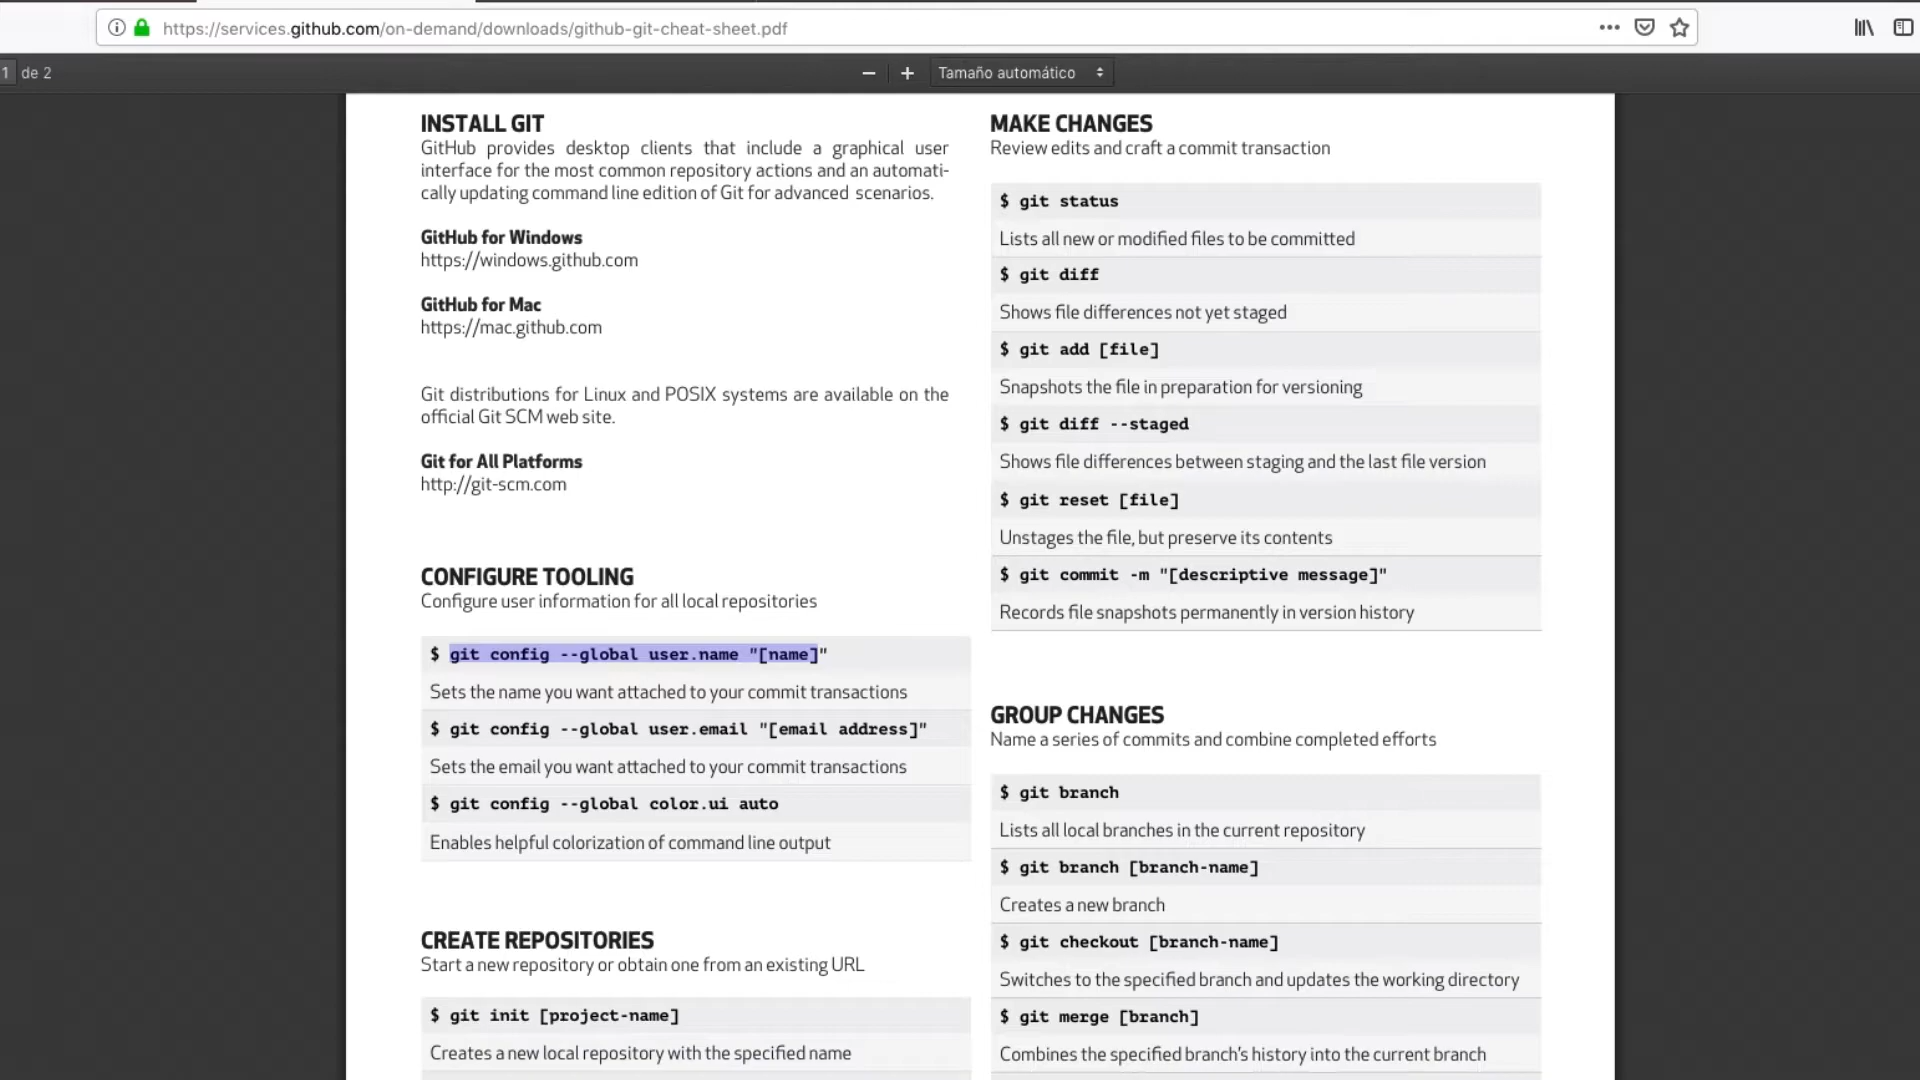 https://services.github.com/on-demand/downloads/github-git-cheat-sheet.pdf
1 de 2
Tamaño automático
INSTALL GIT
GitHub provides desktop clients that include a graphical user
interface for the most common repository actions and an automati-
cally updating command line edition of Git for advanced scenarios.
GitHub for Windows
https://windows.github.com
GitHub for Mac
https://mac.github.com
Git distributions for Linux and POSIX systems are available on the
official Git SCM web site.
Git for All Platforms
http://git-scm.com
CONFIGURE TOOLING
Configure user information for all local repositories
$ git config --global user.name "[name]"
Sets the name you want attached to your commit transactions
$ git config --global user.email "[email address]"
Sets the email you want attached to your commit transactions
$ git config --global color.ui auto
Enables helpful colorization of command line output
CREATE REPOSITORIES
Start a new repository or obtain one from an existing URL
$ git init [project-name]
Creates a new local repository with the specified name
MAKE CHANGES
Review edits and craft a commit transaction
$ git status
Lists all new or modified files to be committed
$ git diff
Shows file differences not yet staged
$ git add [file]
Snapshots the file in preparation for versioning
$ git diff --staged
Shows file differences between staging and the last file version
$ git reset [file]
Unstages the file, but preserve its contents
$ git commit -m "[descriptive message]"
Records file snapshots permanently in version history
GROUP CHANGES
Name a series of commits and combine completed efforts
$ git branch
Lists all local branches in the current repository
$ git branch [branch-name]
Creates a new branch
$ git checkout [branch-name]
Switches to the specified branch and updates the working directory
$ git merge [branch]
Combines the specified branch's history into the current branch